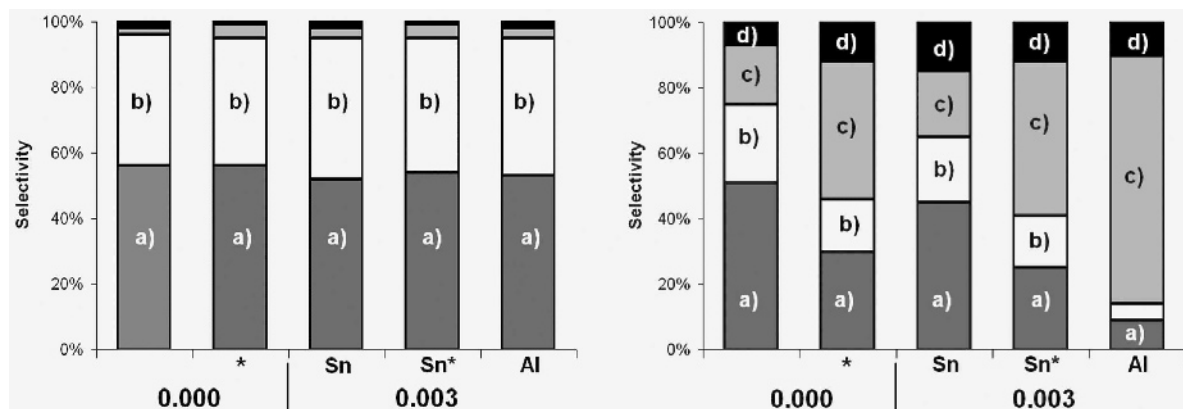 100%
80%
60%
40%
20%
0%
Selectivity
b) b) b) b) b)
a) a) a) a) a)
* Sn Sn* Al
0.000 0.003
100%
80%
60%
40%
20%
0%
Selectivity
d) d) d) d) d)
c) c) c) c) c)
b) b) b) b)
a) a) a) a) a)
* Sn Sn* Al
0.000 0.003